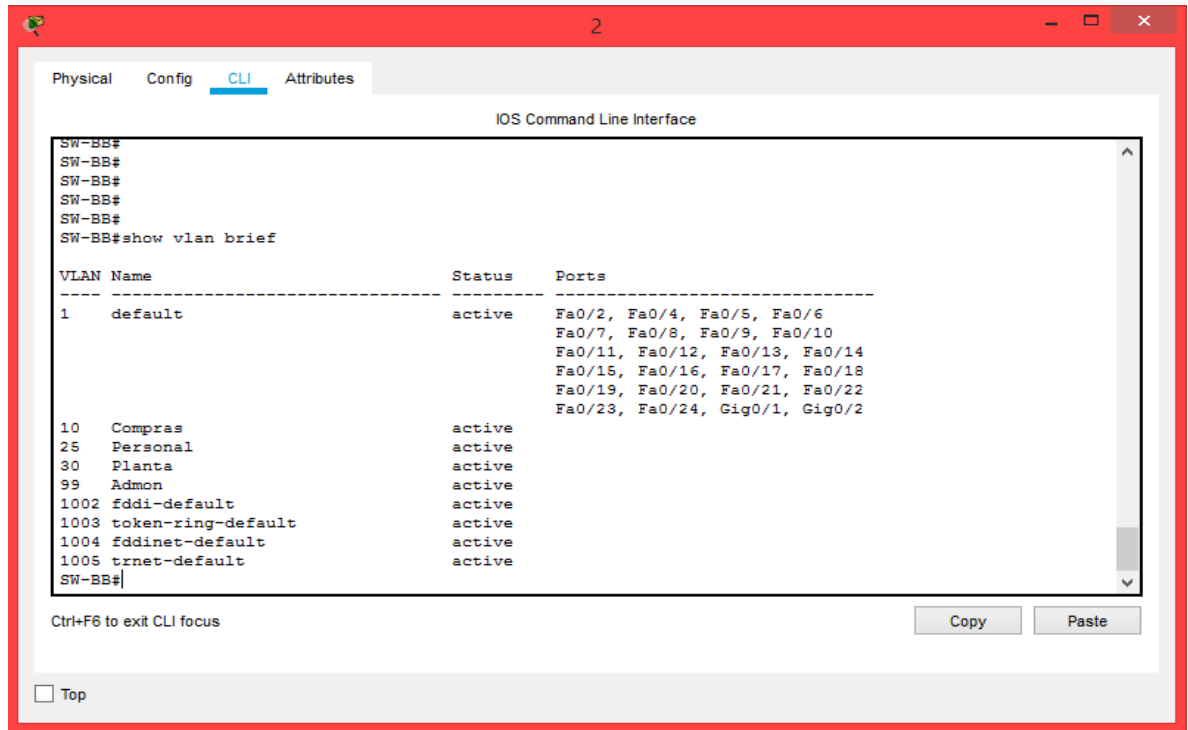 2
Physical Config CLI Attributes
IOS Command Line Interface
SW-BB#
SW-BB#
SW-BB#
SW-BB#
SW-BB#
SW-BB#show vlan brief
VLAN Name                             Status    Ports
---- -------------------------------- --------- -------------------------------
1    default                          active    Fa0/2, Fa0/4, Fa0/5, Fa0/6
                                                Fa0/7, Fa0/8, Fa0/9, Fa0/10
                                                Fa0/11, Fa0/12, Fa0/13, Fa0/14
                                                Fa0/15, Fa0/16, Fa0/17, Fa0/18
                                                Fa0/19, Fa0/20, Fa0/21, Fa0/22
                                                Fa0/23, Fa0/24, Gig0/1, Gig0/2
10   Compras                          active
25   Personal                         active
30   Planta                           active
99   Admon                            active
1002 fddi-default                     active
1003 token-ring-default               active
1004 fddinet-default                  active
1005 trnet-default                    active
SW-BB#
Ctrl+F6 to exit CLI focus Copy Paste
Top